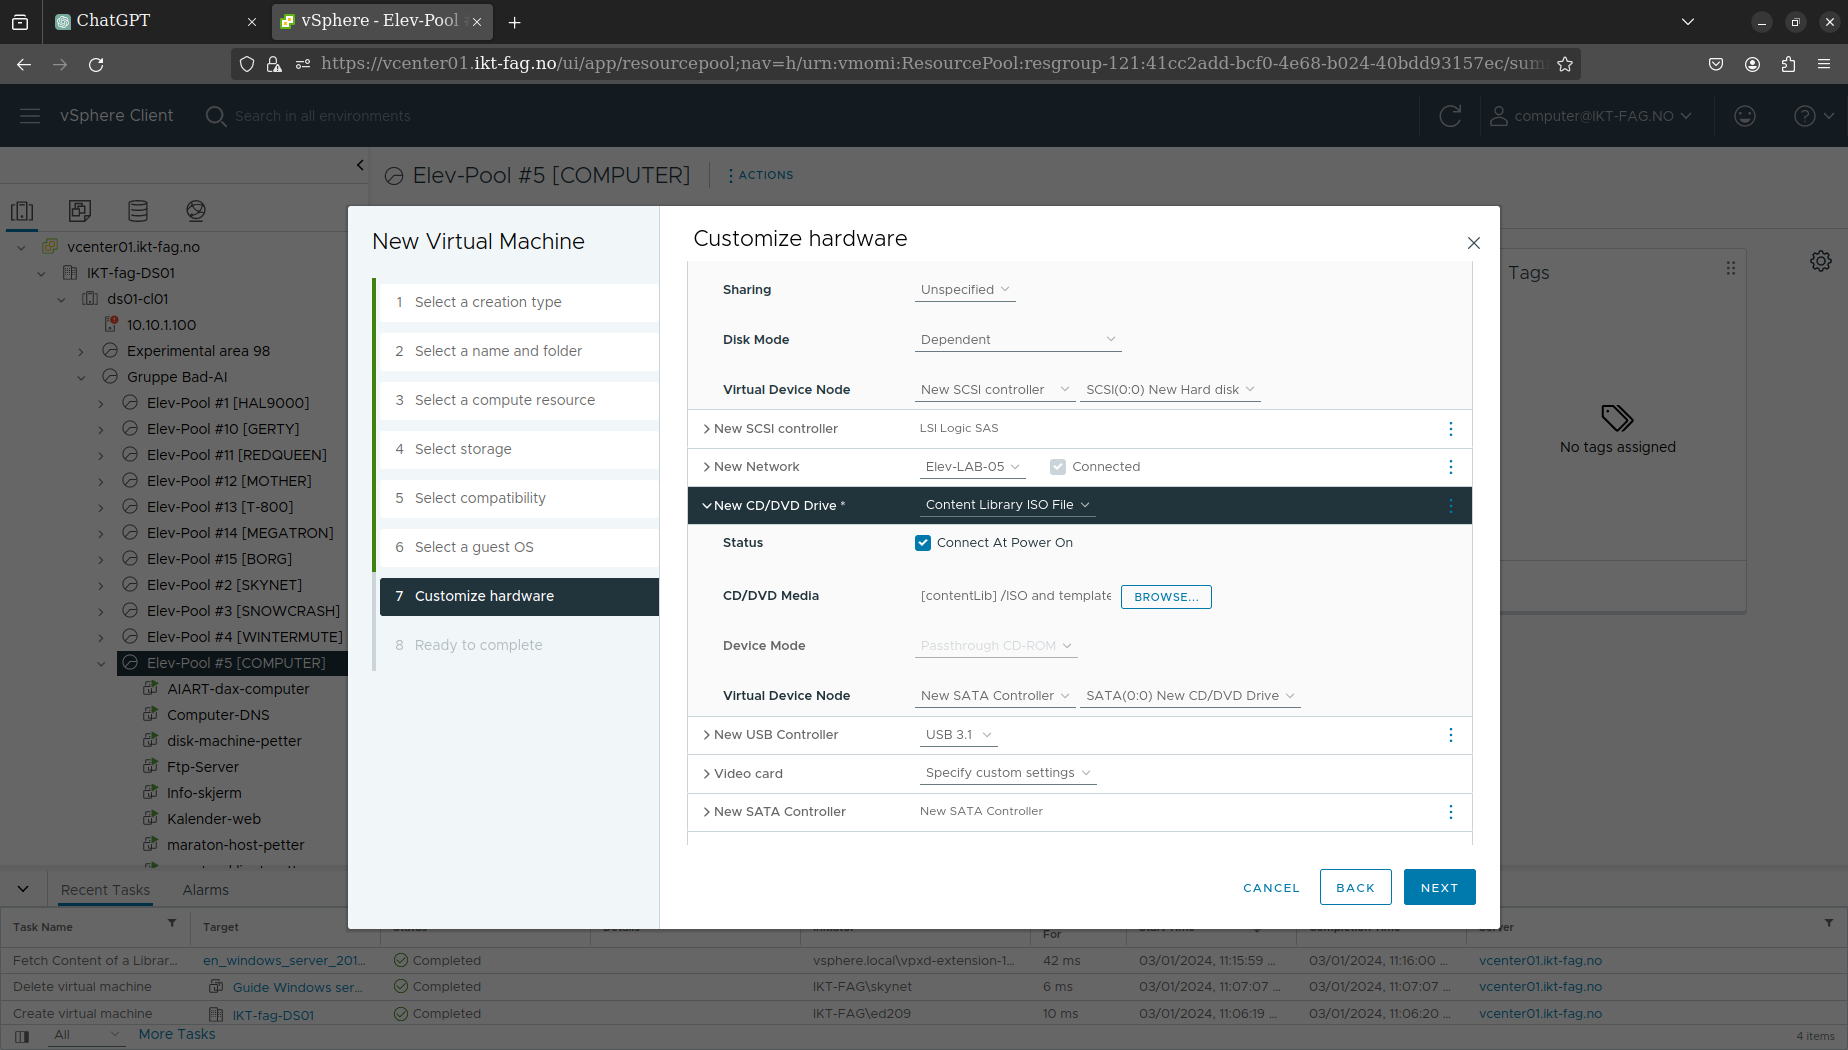 ChatGPT
vSphere - Elev-Pool
https://vcenter01.ikt-fag.no/ui/app/resourcepool;nav=h/urn:vmomi:ResourcePool:resgroup-121:41cc2add-bcf0-4e68-b024-40bdd93157ec/sum
vSphere Client
Search in all environments
computer@IKT-FAG.NO
Elev-Pool #5 [COMPUTER]
ACTIONS
vcenter01.ikt-fag.no
IKT-fag-DS01
ds01-cl01
10.10.1.100
Experimental area 98
Gruppe Bad-AI
Elev-Pool #1 [HAL9000]
Elev-Pool #10 [GERTY]
Elev-Pool #11 [REDQUEEN]
Elev-Pool #12 [MOTHER]
Elev-Pool #13 [T-800]
Elev-Pool #14 [MEGATRON]
Elev-Pool #15 [BORG]
Elev-Pool #2 [SKYNET]
Elev-Pool #3 [SNOWCRASH]
Elev-Pool #4 [WINTERMUTE]
Elev-Pool #5 [COMPUTER]
AIART-dax-computer
Computer-DNS
disk-machine-petter
Ftp-Server
Info-skjerm
Kalender-web
maraton-host-petter
New Virtual Machine
1 Select a creation type
2 Select a name and folder
3 Select a compute resource
4 Select storage
5 Select compatibility
6 Select a guest OS
7 Customize hardware
8 Ready to complete
Customize hardware
Sharing Unspecified
Disk Mode Dependent
Virtual Device Node New SCSI controller SCSI(0:0) New Hard disk
New SCSI controller LSI Logic SAS
New Network Elev-LAB-05 Connected
New CD/DVD Drive * Content Library ISO File
Status Connect At Power On
CD/DVD Media [contentLib] /ISO and template BROWSE...
Device Mode Passthrough CD-ROM
Virtual Device Node New SATA Controller SATA(0:0) New CD/DVD Drive
New USB Controller USB 3.1
Video card Specify custom settings
New SATA Controller New SATA Controller
CANCEL BACK NEXT
Tags
No tags assigned
Recent Tasks Alarms
Task Name Target Status Details Initiator For Start Time Completion Time Server
Fetch Content of a Librar... en_windows_server_201... Completed vsphere.local\vpxd-extension-1... 42 ms 03/01/2024, 11:15:59 ... 03/01/2024, 11:16:00 ... vcenter01.ikt-fag.no
Delete virtual machine Guide Windows ser... Completed IKT-FAG\skynet 6 ms 03/01/2024, 11:07:07 ... 03/01/2024, 11:07:07 ... vcenter01.ikt-fag.no
Create virtual machine IKT-fag-DS01 Completed IKT-FAG\ed209 10 ms 03/01/2024, 11:06:19 ... 03/01/2024, 11:06:20 ... vcenter01.ikt-fag.no
All More Tasks 4 items